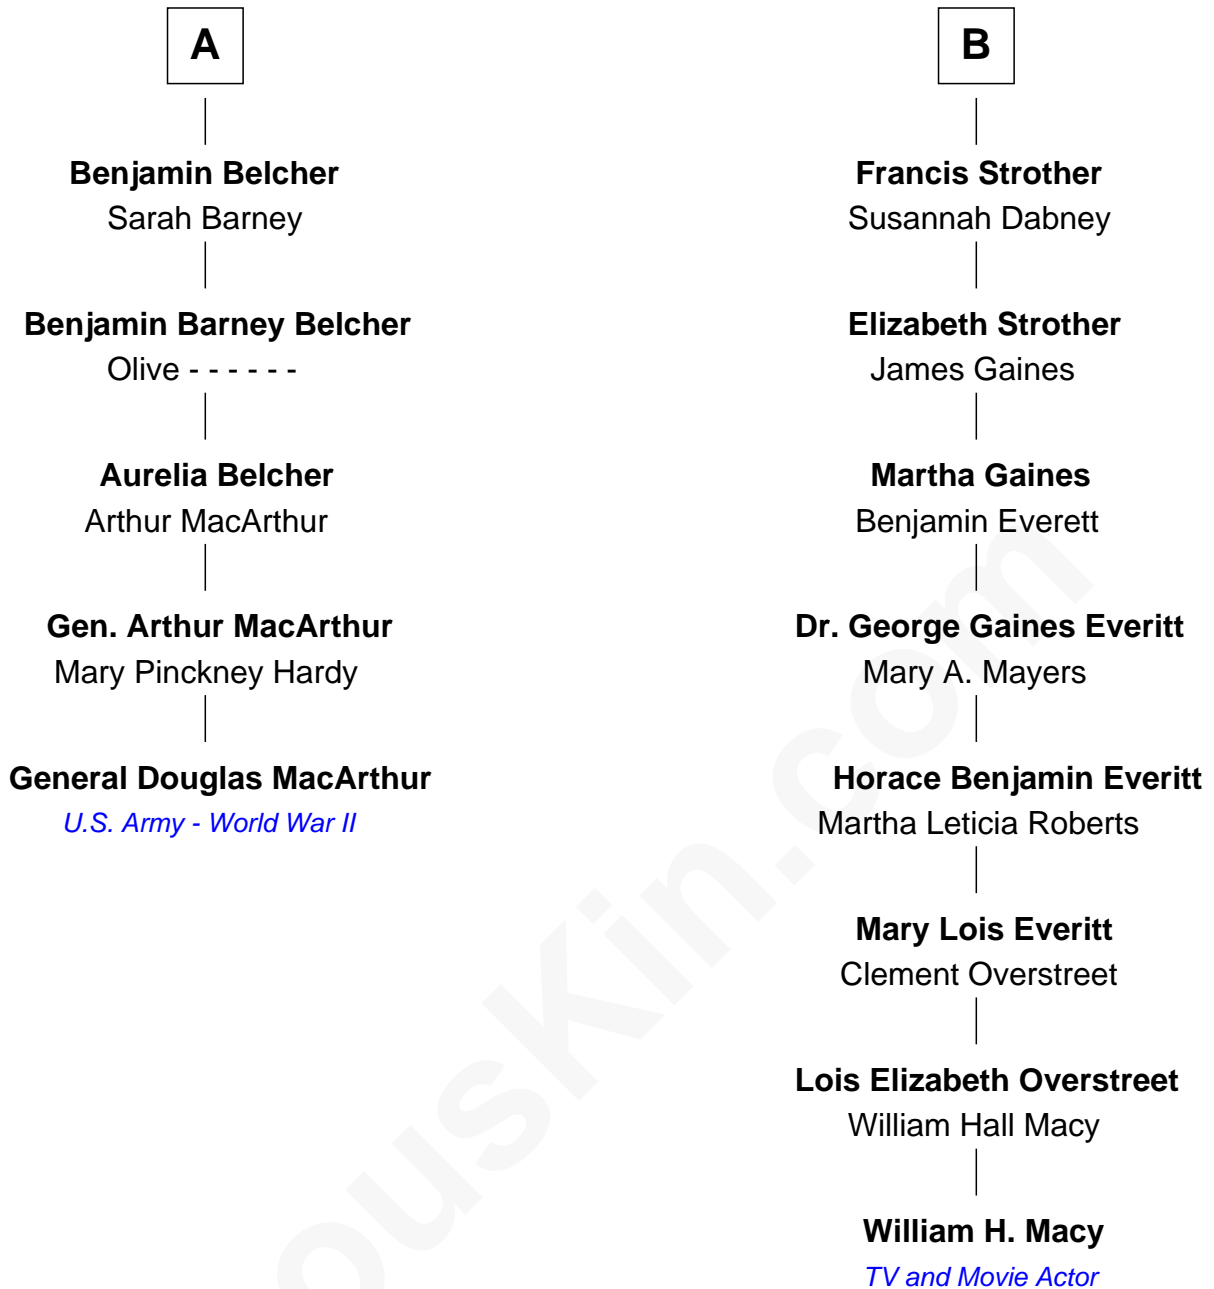 A
Benjamin Belcher
Sarah Barney
Benjamin Barney Belcher
Olive - - - - - -
Aurelia Belcher
Arthur MacArthur
Gen. Arthur MacArthur
Mary Pinckney Hardy
General Douglas MacArthur
U.S. Army - World War II
B
Francis Strother
Susannah Dabney
Elizabeth Strother
James Gaines
Martha Gaines
Benjamin Everett
Dr. George Gaines Everitt
Mary A. Mayers
Horace Benjamin Everitt
Martha Leticia Roberts
Mary Lois Everitt
Clement Overstreet
Lois Elizabeth Overstreet
William Hall Macy
William H. Macy
TV and Movie Actor
ousKin.com